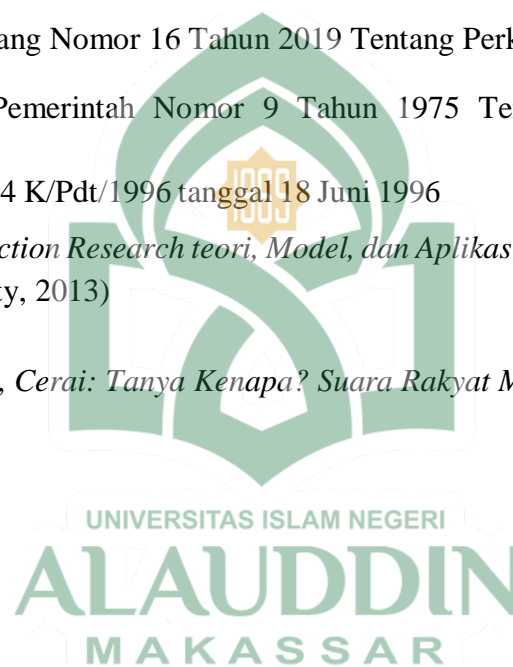 ang Nomor 16 Tahun 2019 Tentang Perk
Pemerintah Nomor 9 Tahun 1975 Te
4 K/Pdt/1996 tanggal 18 Juni 1996
ction Research teori, Model, dan Aplikas
ty, 2013)
, Cerai: Tanya Kenapa? Suara Rakyat M
UNIVERSITAS ISLAM NEGERI
ALAUDDIN
MAKASSAR